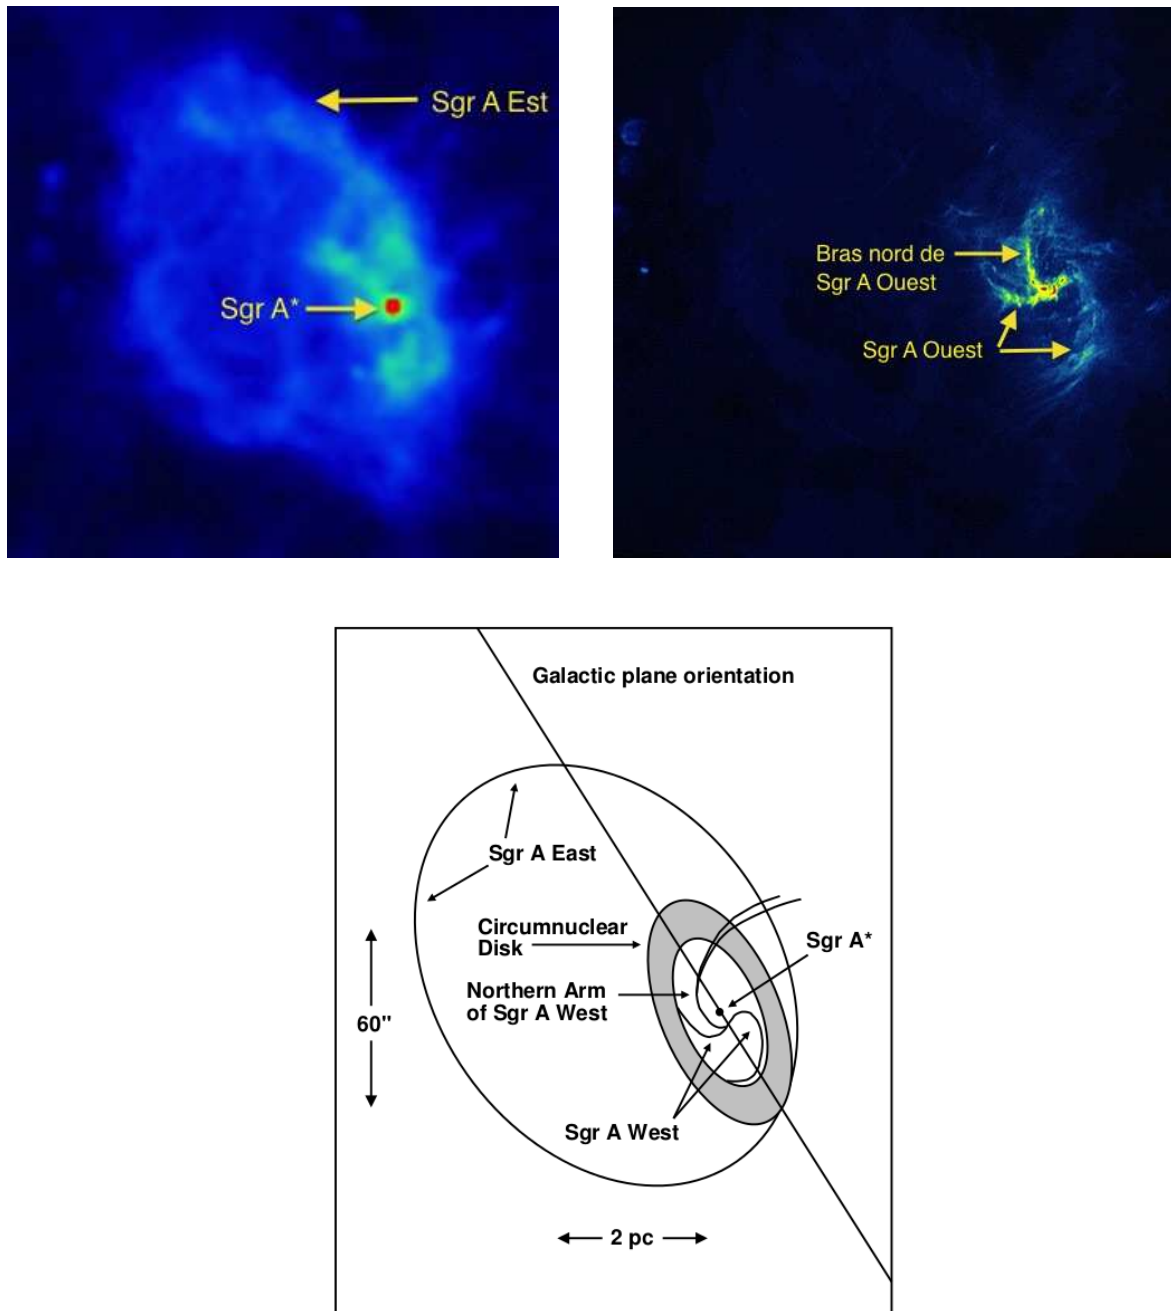 Sgr A Est
Sgr A*
Bras nord de
Sgr A Ouest
Sgr A Ouest
Galactic plane orientation
Sgr A East
Circumnuclear
Disk
Sgr A*
Northern Arm
of Sgr A West
60"
Sgr A West
2 pc